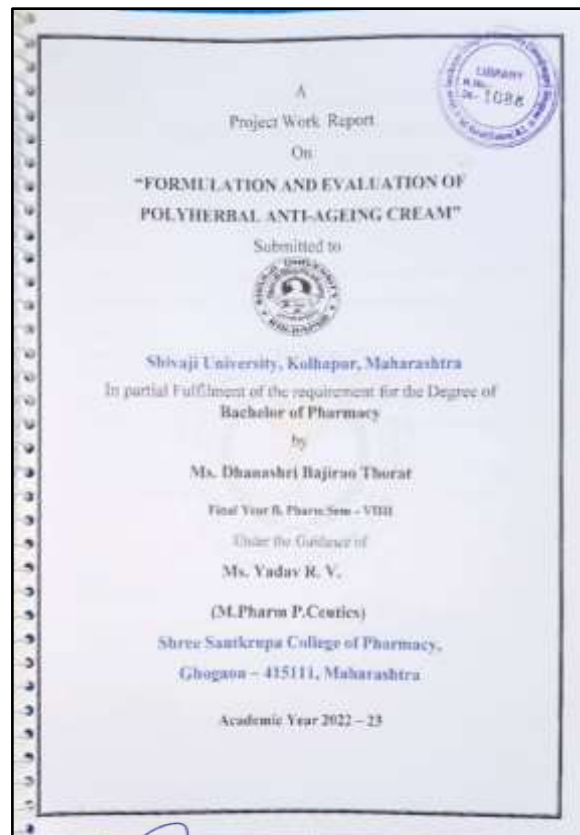 A
Project Work Report
On
"FORMULATION AND EVALUATION OF
POLYHERBAL ANTI-AGEING CREAM"
Submitted to
Shivaji University, Kolhapur, Maharashtra
In partial Fulfilment of the requirement for the Degree of
Bachelor of Pharmacy
by
Ms. Dhanashri Bajirao Thorat
Final Year B. Pharm Sem - VIII
Under the Guidance of
Ms. Yadav R. V.
(M.Pharm P.Ceutics)
Shree Santkrupa College of Pharmacy,
Ghogaon – 415111, Maharashtra
Academic Year 2022 – 23
LIBRARY
1088